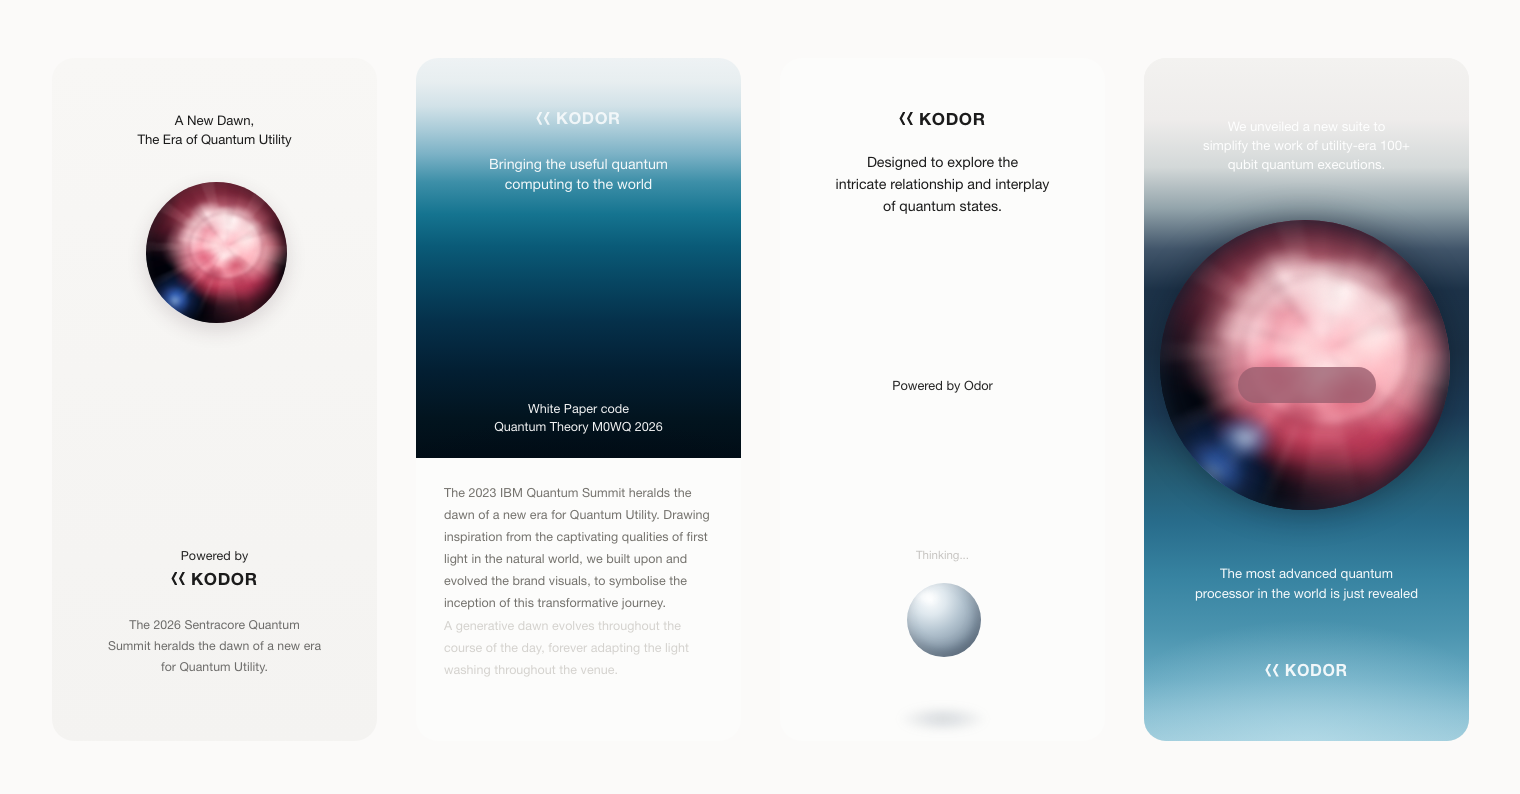 A New Dawn,
The Era of Quantum Utility
Powered by
KODOR
The 2026 Sentracore Quantum
Summit heralds the dawn of a new era
for Quantum Utility.
KODOR
Bringing the useful quantum
computing to the world
White Paper code
Quantum Theory M0WQ 2026
The 2023 IBM Quantum Summit heralds the
dawn of a new era for Quantum Utility. Drawing
inspiration from the captivating qualities of first
light in the natural world, we built upon and
evolved the brand visuals, to symbolise the
inception of this transformative journey.
A generative dawn evolves throughout the
course of the day, forever adapting the light
washing throughout the venue.
KODOR
Designed to explore the
intricate relationship and interplay
of quantum states.
Powered by Odor
Thinking...
We unveiled a new suite to
simplify the work of utility-era 100+
qubit quantum executions.
The most advanced quantum
processor in the world is just revealed
KODOR